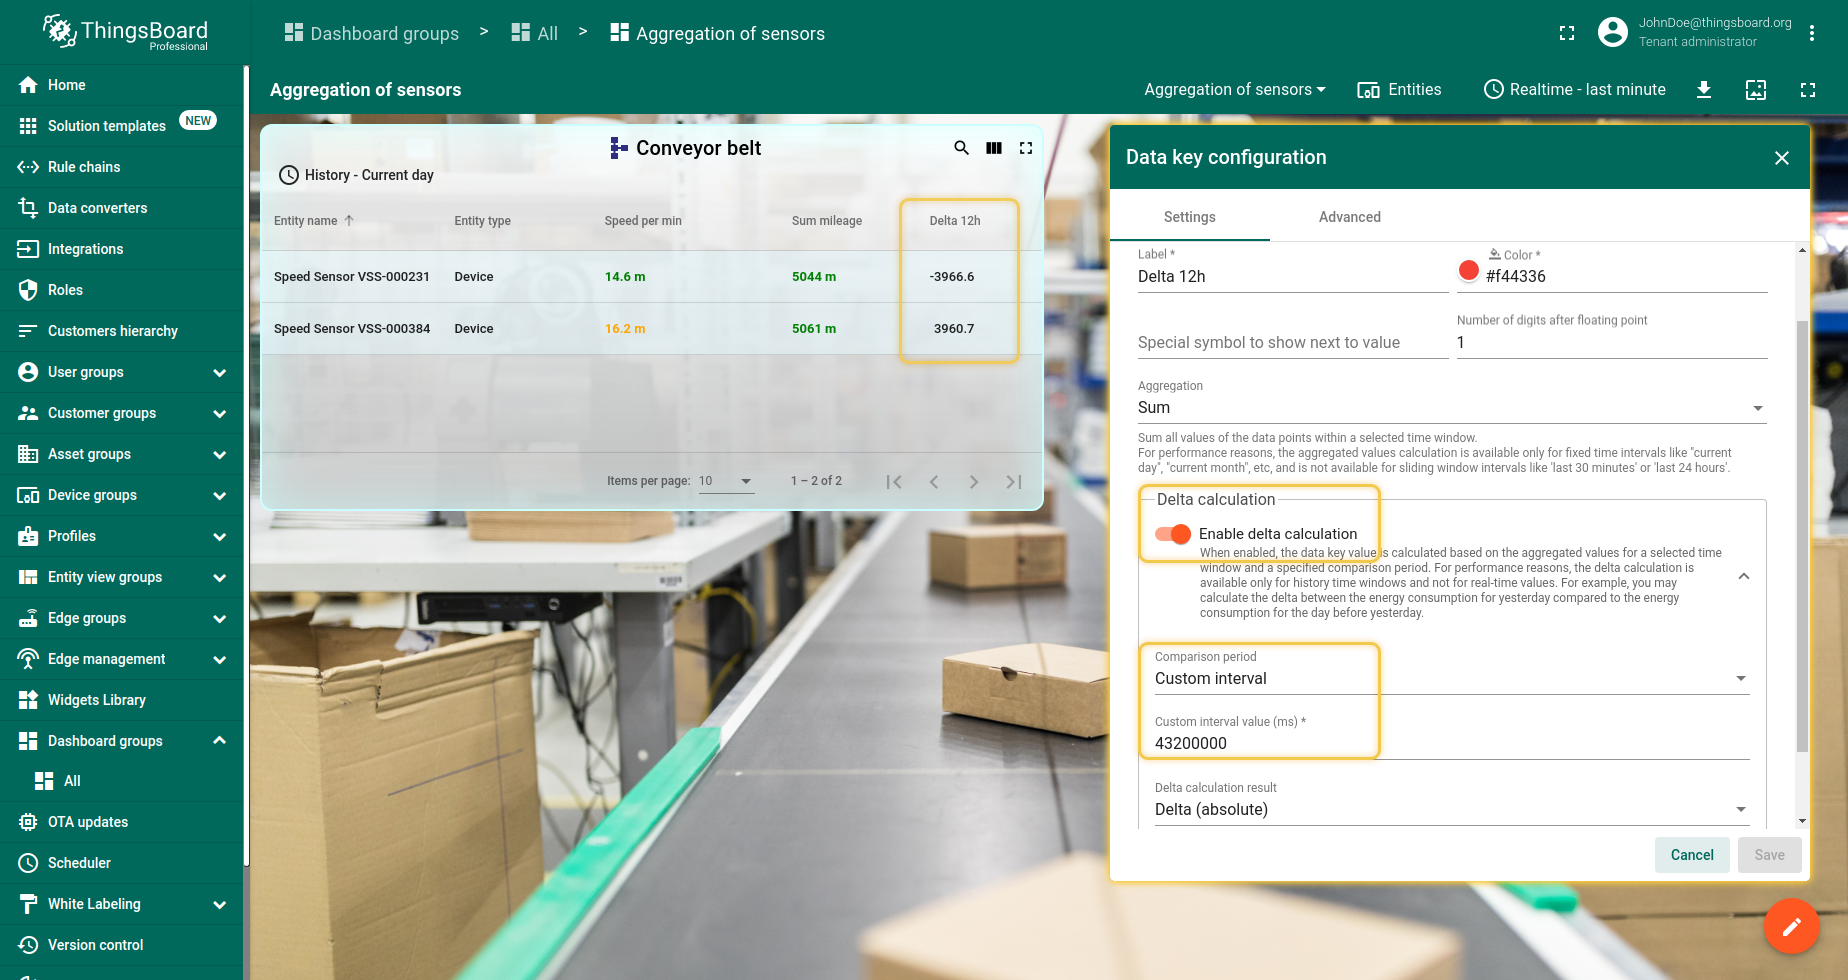 ThingsBoard
Professional
Dashboard groups > All > Aggregation of sensors
JohnDoe@thingsboard.org
Tenant administrator
Home
Solution templates NEW
Rule chains
Data converters
Integrations
Roles
Customers hierarchy
User groups
Customer groups
Asset groups
Device groups
Profiles
Entity view groups
Edge groups
Edge management
Widgets Library
Dashboard groups
All
OTA updates
Scheduler
White Labeling
Version control
Aggregation of sensors
Aggregation of sensors
Entities
Realtime - last minute
Conveyor belt
History - Current day
Entity name Entity type Speed per min Sum mileage Delta 12h
Speed Sensor VSS-000231 Device 14.6 m 5044 m -3966.6
Speed Sensor VSS-000384 Device 16.2 m 5061 m 3960.7
Items per page: 10 1 – 2 of 2
Data key configuration
Settings Advanced
Label * Color *
Delta 12h #f44336
Number of digits after floating point
Special symbol to show next to value 1
Aggregation
Sum
Sum all values of the data points within a selected time window.
For performance reasons, the aggregated values calculation is available only for fixed time intervals like "current
day", "current month", etc, and is not available for sliding window intervals like 'last 30 minutes' or 'last 24 hours'.
Delta calculation
Enable delta calculation
When enabled, the data key value is calculated based on the aggregated values for a selected time
window and a specified comparison period. For performance reasons, the delta calculation is
available only for history time windows and not for real-time values. For example, you may
calculate the delta between the energy consumption for yesterday compared to the energy
consumption for the day before yesterday.
Comparison period
Custom interval
Custom interval value (ms) *
43200000
Delta calculation result
Delta (absolute)
Cancel Save